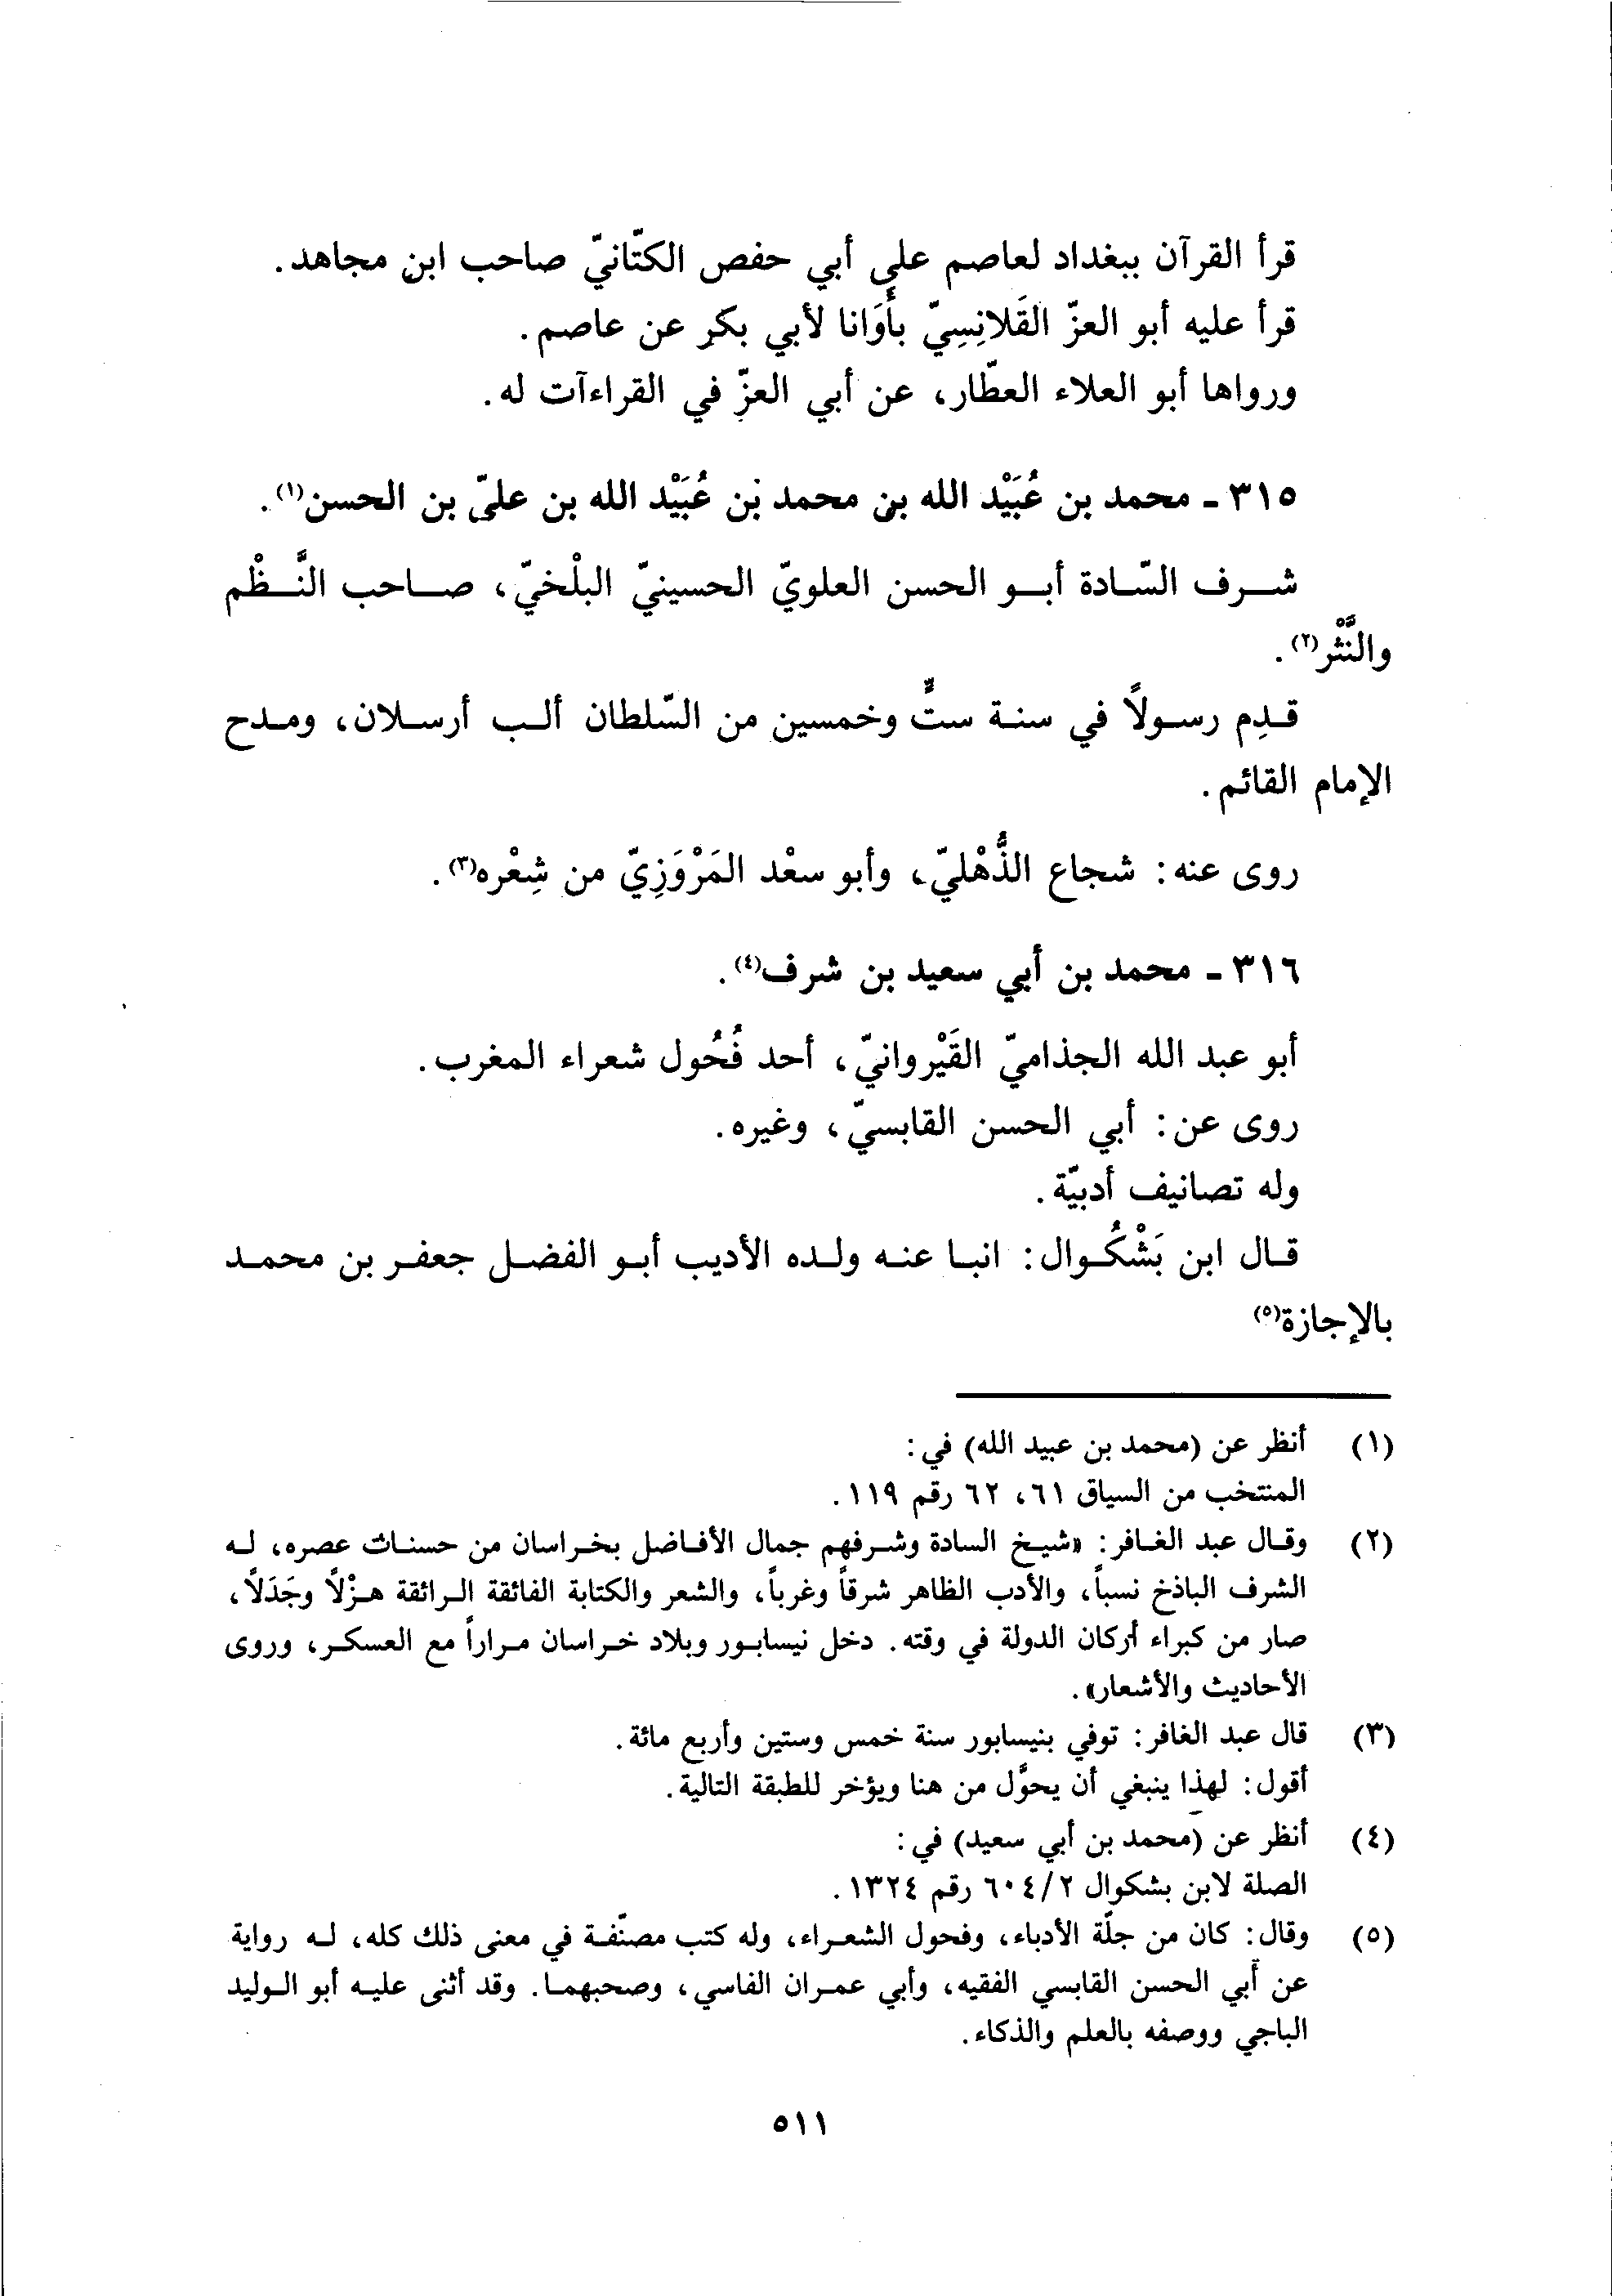 قرأ القرآن ببغداد لعاصم على أبي حفص الكتّانيّ صاحب ابن مجاهد.
قرأ عليه أبو العزّ القَلانِسِيّ بأَوَانا لأبي بكر عن عاصم.
ورواها أبو العلاء العطّار، عن أبي العزّ في القراءآت له.
٣١٥ ـ محمد بن عُبَيْد الله بن محمد بن عُبَيْد الله بن عليّ بن الحسن(١).
شرف السّادة أبو الحسن العلويّ الحسينيّ البلْخيّ، صاحب النَّظْم
والنَّثْر(٢).
قدِم رسولاً في سنة ستٍّ وخمسين من السّلطان ألب أرسلان، ومدح
الإمام القائم.
روى عنه: شجاع الذُّهْليّ، وأبو سعْد المَرْوَزِيّ من شِعْره(٣).
٣١٦ ـ محمد بن أبي سعيد بن شرف(٤).
أبو عبد الله الجذاميّ القَيْروانيّ، أحد فُحُول شعراء المغرب.
روى عن: أبي الحسن القابسيّ، وغيره.
وله تصانيف أدبيّة.
قال ابن بَشْكُوال: انبا عنه ولده الأديب أبو الفضل جعفر بن محمد
بالإجازة(٥)
(١) أنظر عن (محمد بن عبيد الله) في:
المنتخب من السياق ٦١، ٦٢ رقم ١١٩.
(٢) وقال عبد الغافر: «شيخ السادة وشرفهم جمال الأفاضل بخراسان من حسنات عصره، له
الشرف الباذخ نسباً، والأدب الظاهر شرقاً وغرباً، والشعر والكتابة الفائقة الرائقة هزْلاً وجَدَلاً،
صار من كبراء أركان الدولة في وقته. دخل نيسابور وبلاد خراسان مراراً مع العسكر، وروى
الأحاديث والأشعار».
(٣) قال عبد الغافر: توفي بنيسابور سنة خمس وستين وأربع مائة.
أقول: لهذا ينبغي أن يحوَّل من هنا ويؤخر للطبقة التالية.
(٤) أنظر عن (محمد بن أبي سعيد) في:
الصلة لابن بشكوال ٢/ ٦٠٤ رقم ١٣٢٤.
(٥) وقال: كان من جلّة الأدباء، وفحول الشعراء، وله كتب مصنّفة في معنى ذلك كله، له رواية
عن أبي الحسن القابسي الفقيه، وأبي عمران الفاسي، وصحبهما. وقد أثنى عليه أبو الوليد
الباجي ووصفه بالعلم والذكاء.
٥١١